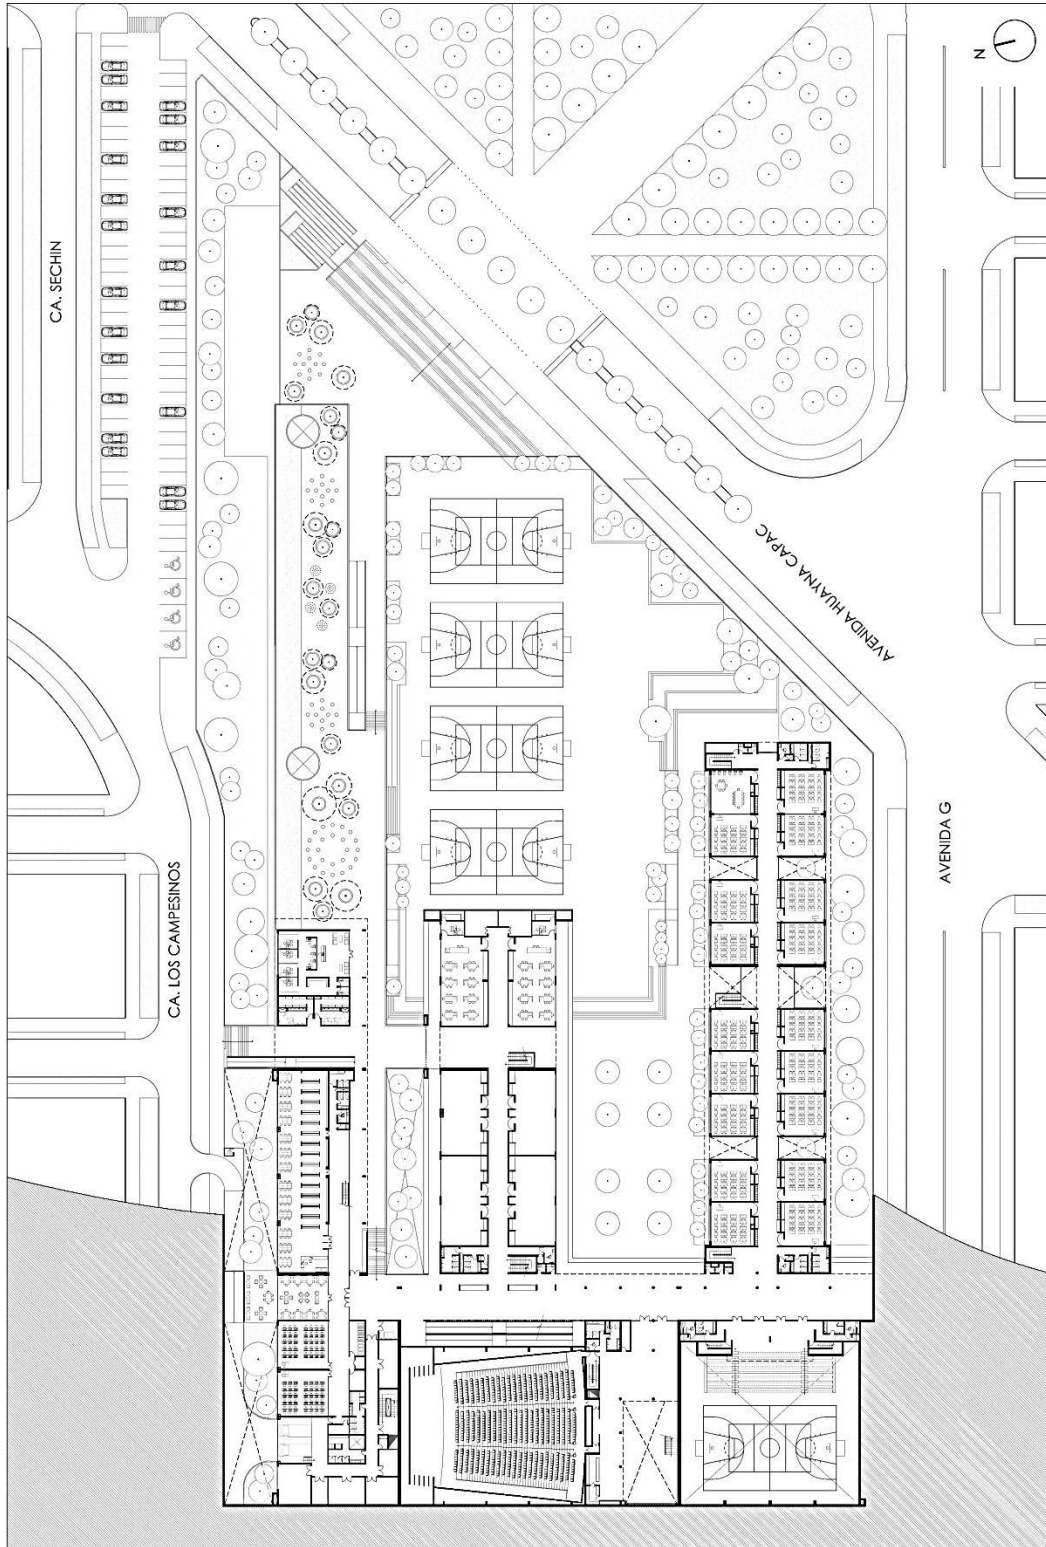 N
CA. SECHIN
AVENIDA HUAYNA CAPAC
AVENIDA G
CA. LOS CAMPESINOS